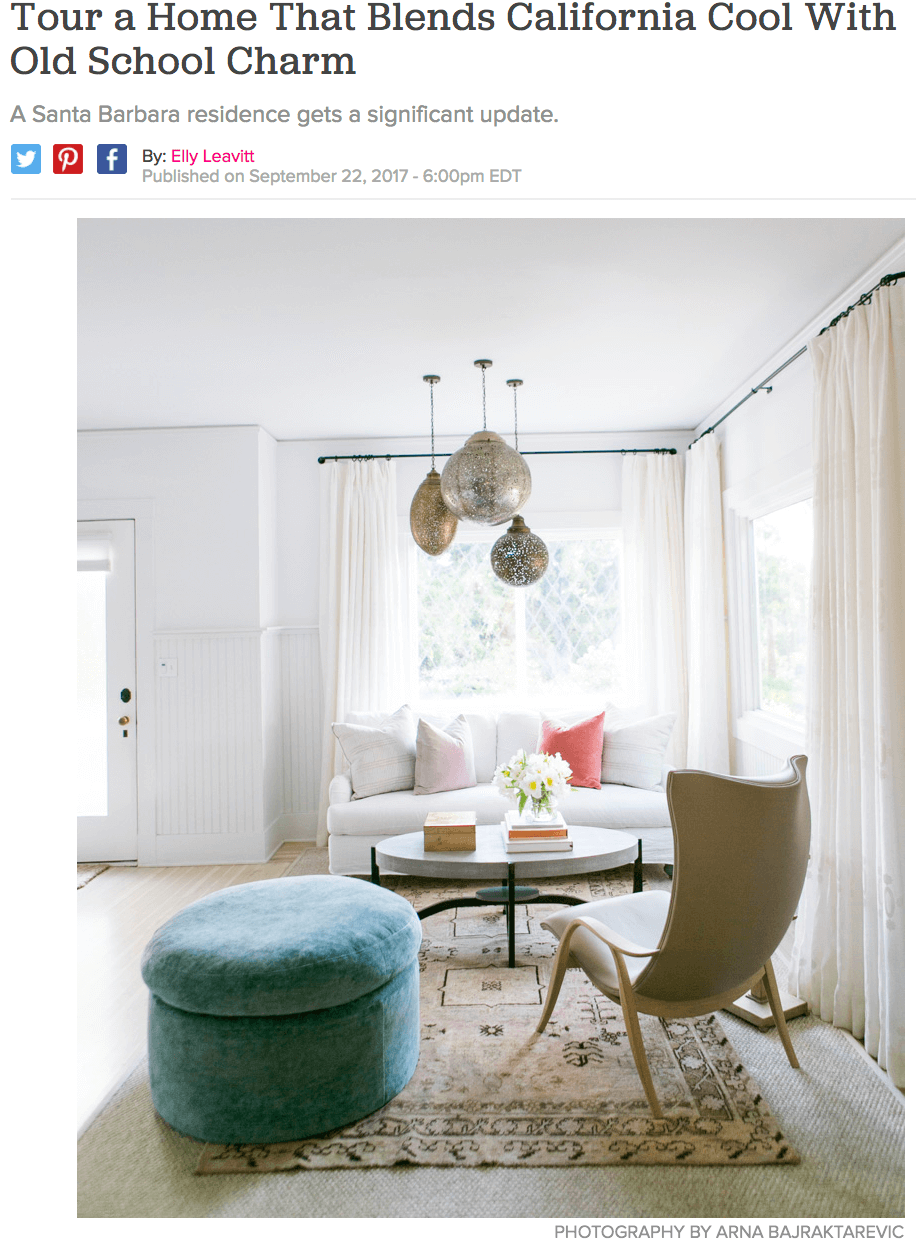 Tour a Home That Blends California Cool With
Old School Charm
A Santa Barbara residence gets a significant update.
By: Elly Leavitt
Published on September 22, 2017 - 6:00pm EDT
PHOTOGRAPHY BY ARNA BAJRAKTAREVIC